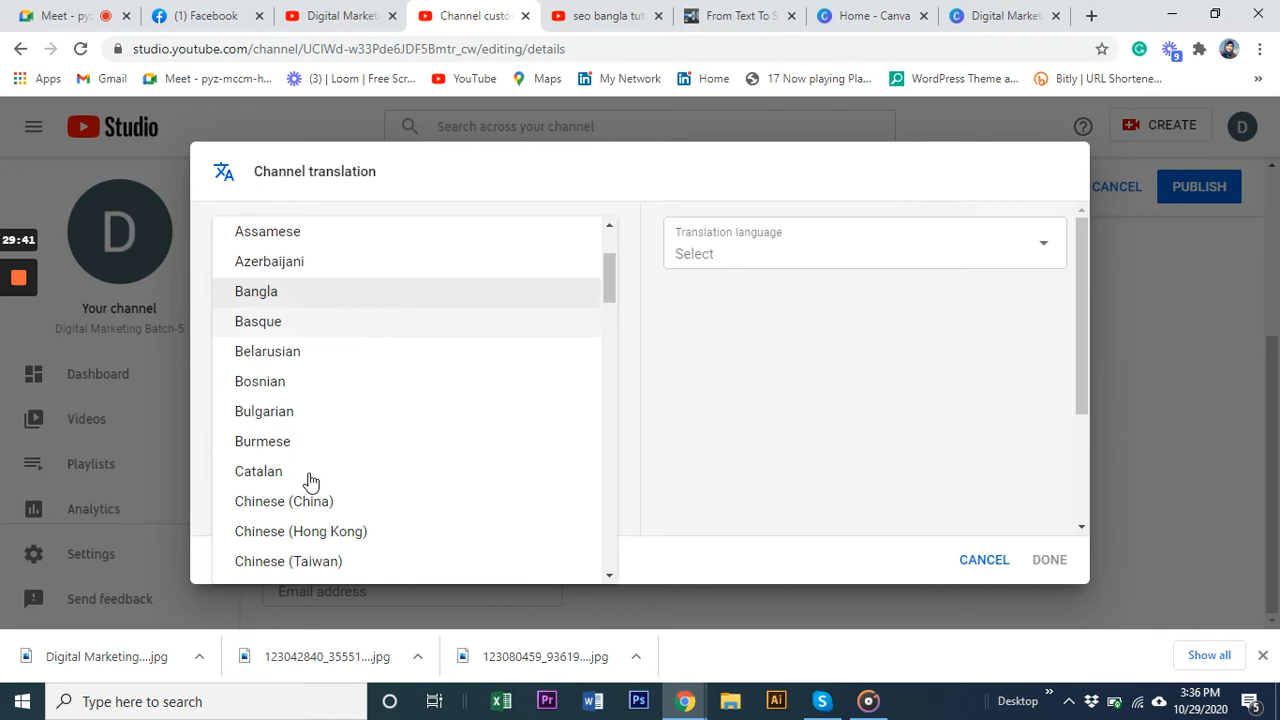 Meet - pyz
(1) Facebook
Digital Market
Channel custo
seo bangla tut
From Text To S
Home - Canva
Digital Market
studio.youtube.com/channel/UCIWd-w33Pde6JDF5Bmtr_cw/editing/details
Apps
Gmail
Meet - pyz-mccm-h...
(3) | Loom | Free Scr...
YouTube
Maps
My Network
Home
17 Now playing Pla...
WordPress Theme a...
Bitly | URL Shortene...
9
Studio
Search across your channel
CREATE
D
Channel translation
CANCEL
PUBLISH
D
29:41
Your channel
Digital Marketing Batch-5
Dashboard
Videos
Playlists
Analytics
Settings
Send feedback
Assamese
Azerbaijani
Bangla
Basque
Belarusian
Bosnian
Bulgarian
Burmese
Catalan
Chinese (China)
Chinese (Hong Kong)
Chinese (Taiwan)
Translation language
Select
CANCEL
DONE
Email address
Digital Marketing....jpg
123042840_35551....jpg
123080459_93619....jpg
Show all
Type here to search
Desktop
3:36 PM
10/29/2020
5